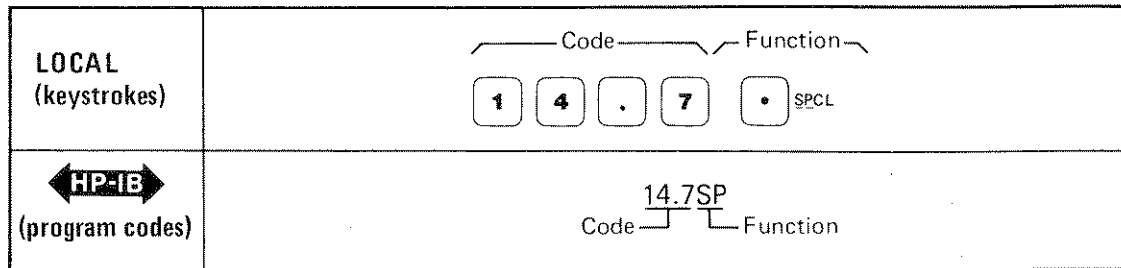 LOCAL
(keystrokes)
Code Function
1 4 . 7 • SPCL
HP-IB
(program codes)
14.7SP
Code Function